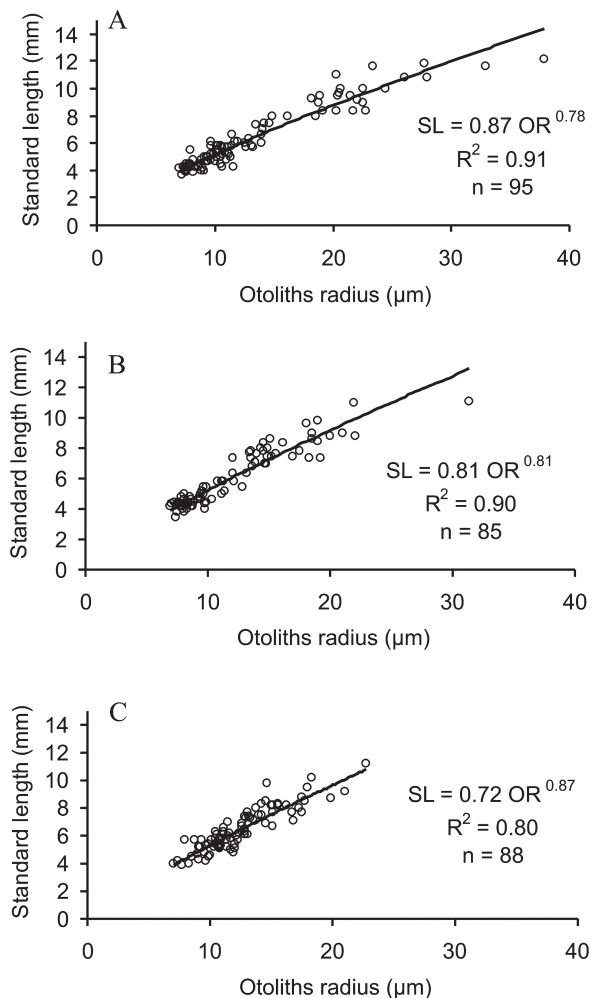 A
14
12
10
8
6
4
2
0
Standard length (mm)
SL = 0.87 OR^0.78
R^2 = 0.91
n = 95
0 10 20 30 40
Otoliths radius (µm)
B
14
12
10
8
6
4
2
0
Standard length (mm)
SL = 0.81 OR^0.81
R^2 = 0.90
n = 85
0 10 20 30 40
Otoliths radius (µm)
C
14
12
10
8
6
4
2
0
Standard length (mm)
SL = 0.72 OR^0.87
R^2 = 0.80
n = 88
0 10 20 30 40
Otoliths radius (µm)